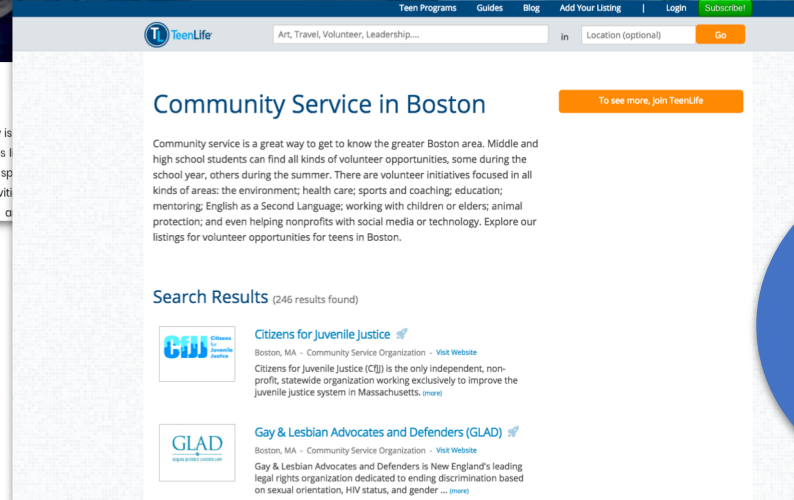 Teen Programs Guides Blog Add Your Listing | Login Subscribe!
TL TeenLife
Art, Travel, Volunteer, Leadership....
in
Location (optional)
Go
Community Service in Boston
To see more, join TeenLife
Community service is a great way to get to know the greater Boston area. Middle and
high school students can find all kinds of volunteer opportunities, some during the
school year, others during the summer. There are volunteer initiatives focused in all
kinds of areas: the environment; health care; sports and coaching; education;
mentoring; English as a Second Language; working with children or elders; animal
protection; and even helping nonprofits with social media or technology. Explore our
listings for volunteer opportunities for teens in Boston.
Search Results (246 results found)
CfJJ Citizens
for
Juvenile
Justice
Citizens for Juvenile Justice
Boston, MA - Community Service Organization - Visit Website
Citizens for Juvenile Justice (CfJJ) is the only independent, non-
profit, statewide organization working exclusively to improve the
juvenile justice system in Massachusetts. (more)
GLAD
Gay & Lesbian Advocates and Defenders (GLAD)
Boston, MA - Community Service Organization - Visit Website
Gay & Lesbian Advocates and Defenders is New England's leading
legal rights organization dedicated to ending discrimination based
on sexual orientation, HIV status, and gender ... (more)